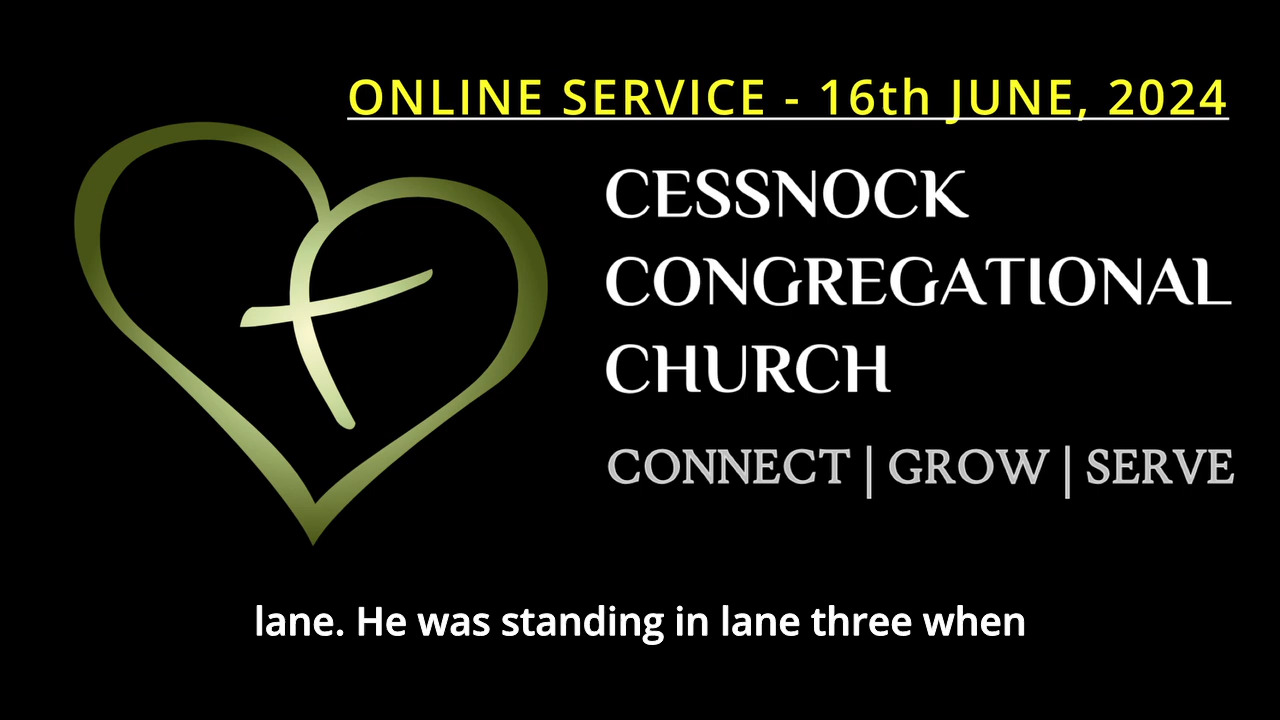 ONLINE SERVICE - 16th JUNE, 2024
CESSNOCK
CONGREGATIONAL
CHURCH
CONNECT | GROW | SERVE
lane. He was standing in lane three when